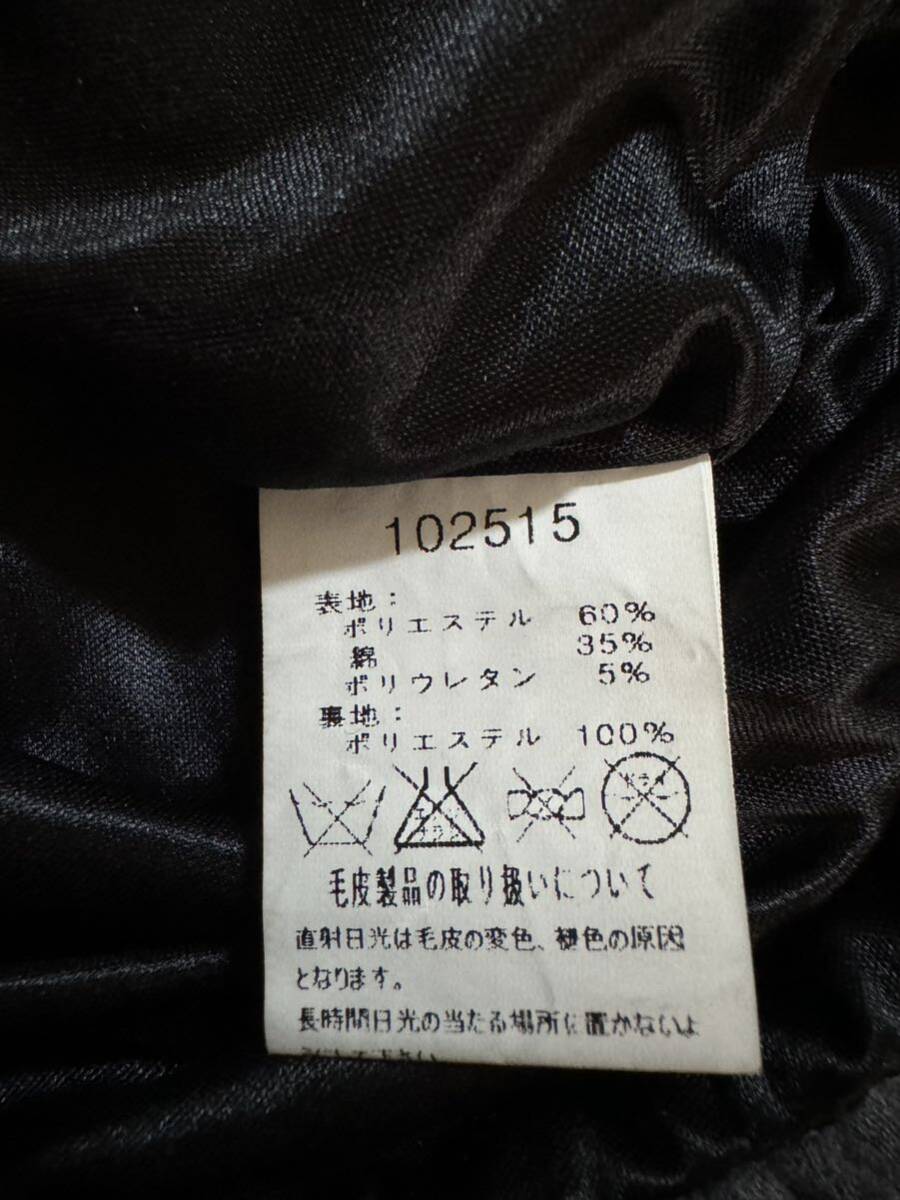 102515
表地：
ポリエステル 60%
綿 35%
ポリウレタン 5%
裏地：
ポリエステル 100%
毛皮製品の取り扱いについて
直射日光は毛皮の変色、褪色の原因
となります。
長時間日光の当たる場所に置かないよ